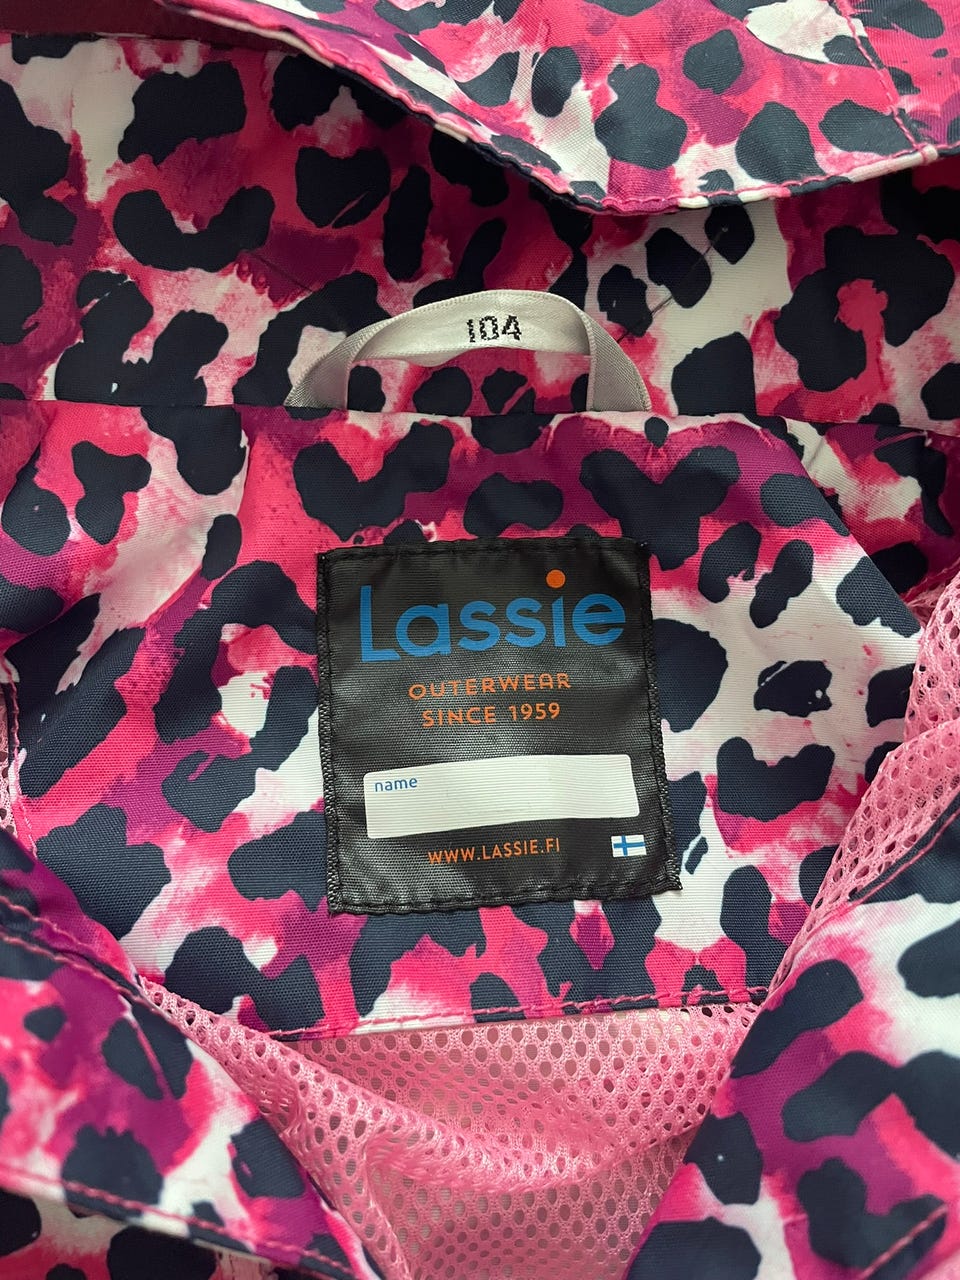 104
Lassie
OUTERWEAR
SINCE 1959
name
WWW.LASSIE.FI